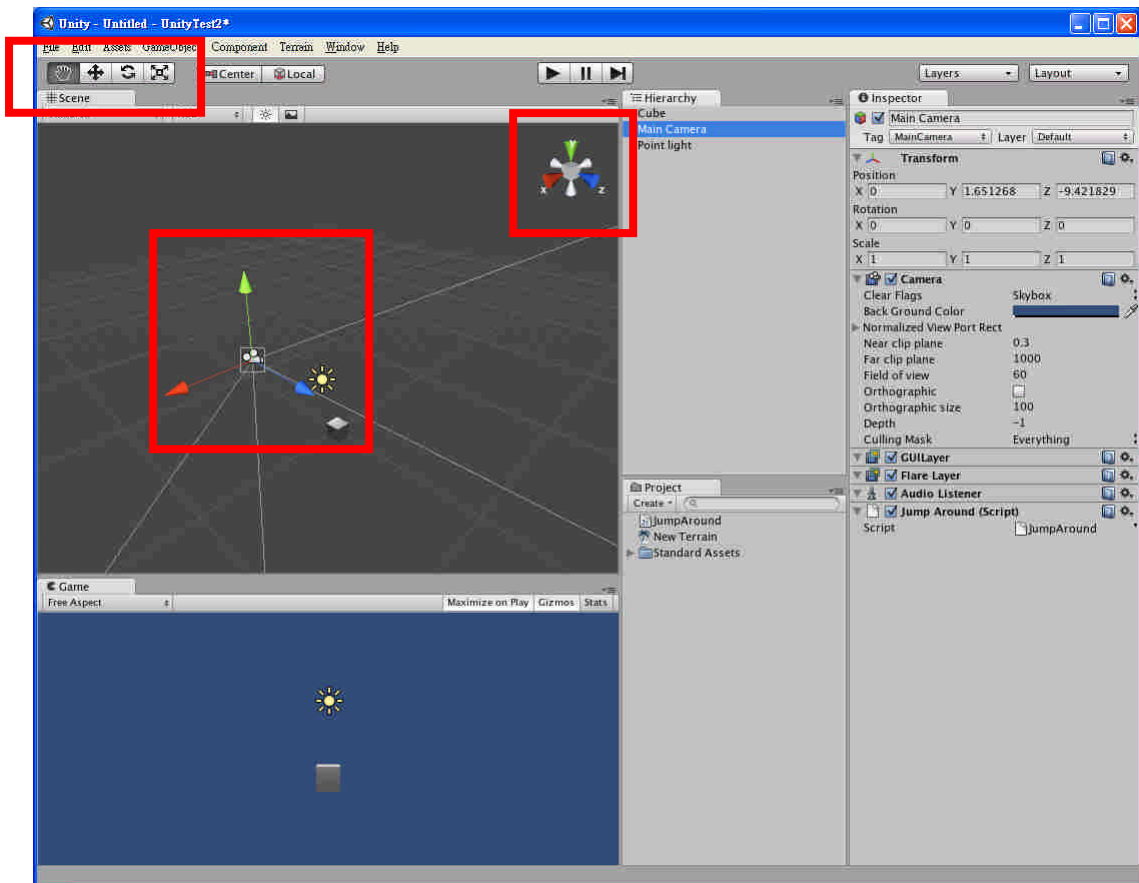 Unity - Untitled - UnityTest2*
File Edit Assets GameObject Component Terrain Window Help
Center Local
Layers Layout
Scene
y
x z
Hierarchy
Cube
Main Camera
Point light
Inspector
Main Camera
Tag MainCamera Layer Default
Transform
Position
X 0 Y 1.651268 Z -9.421829
Rotation
X 0 Y 0 Z 0
Scale
X 1 Y 1 Z 1
Camera
Clear Flags Skybox
Back Ground Color
Normalized View Port Rect
Near clip plane 0.3
Far clip plane 1000
Field of view 60
Orthographic
Orthographic size 100
Depth -1
Culling Mask Everything
GUILayer
Flare Layer
Audio Listener
Jump Around (Script)
Script JumpAround
Project
Create
JumpAround
New Terrain
Standard Assets
Game
Free Aspect Maximize on Play Gizmos Stats